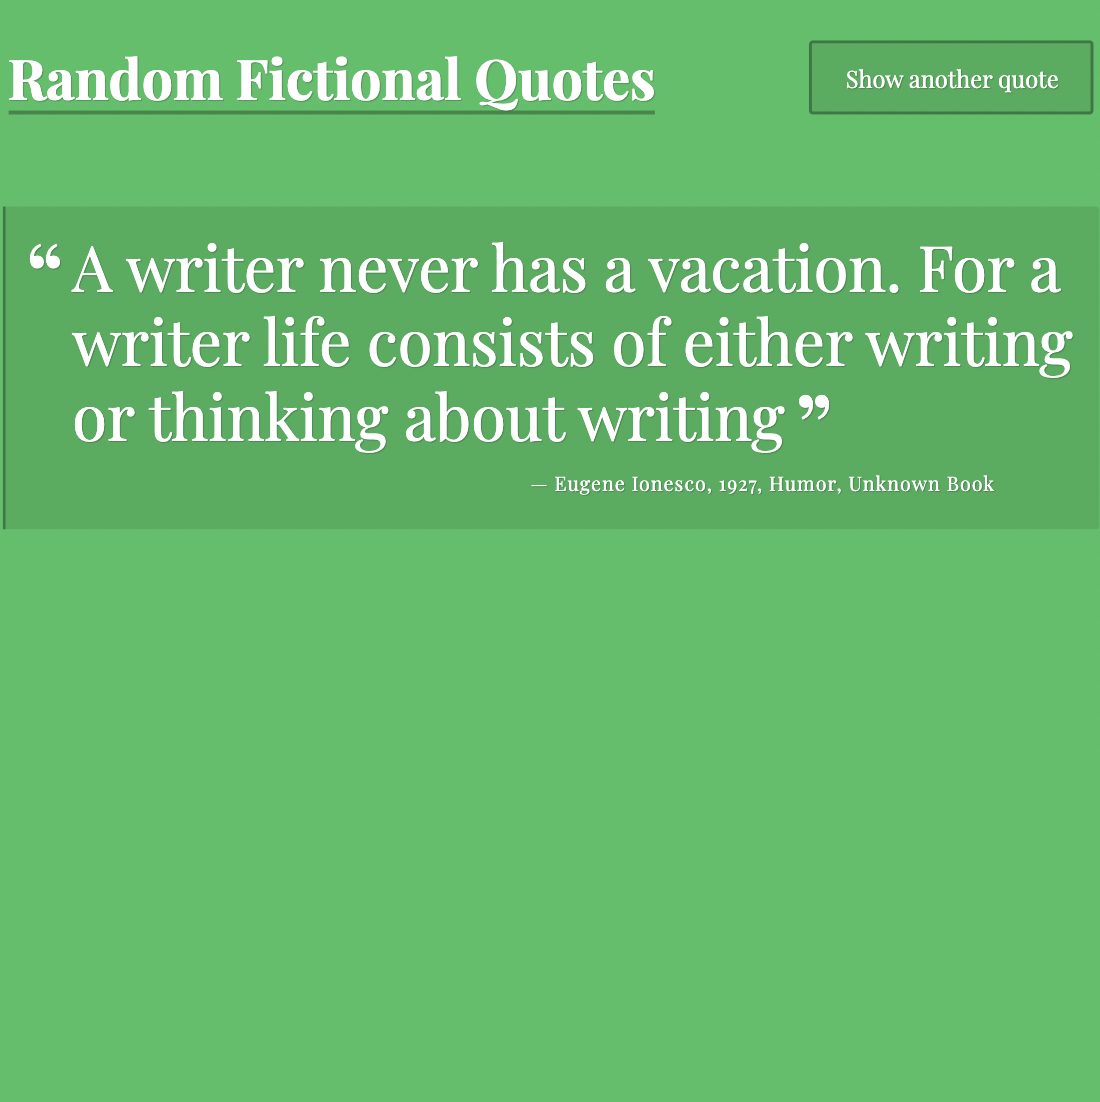 Random Fictional Quotes
Show another quote
“ A writer never has a vacation. For a
writer life consists of either writing
or thinking about writing ”
— Eugene Ionesco, 1927, Humor, Unknown Book